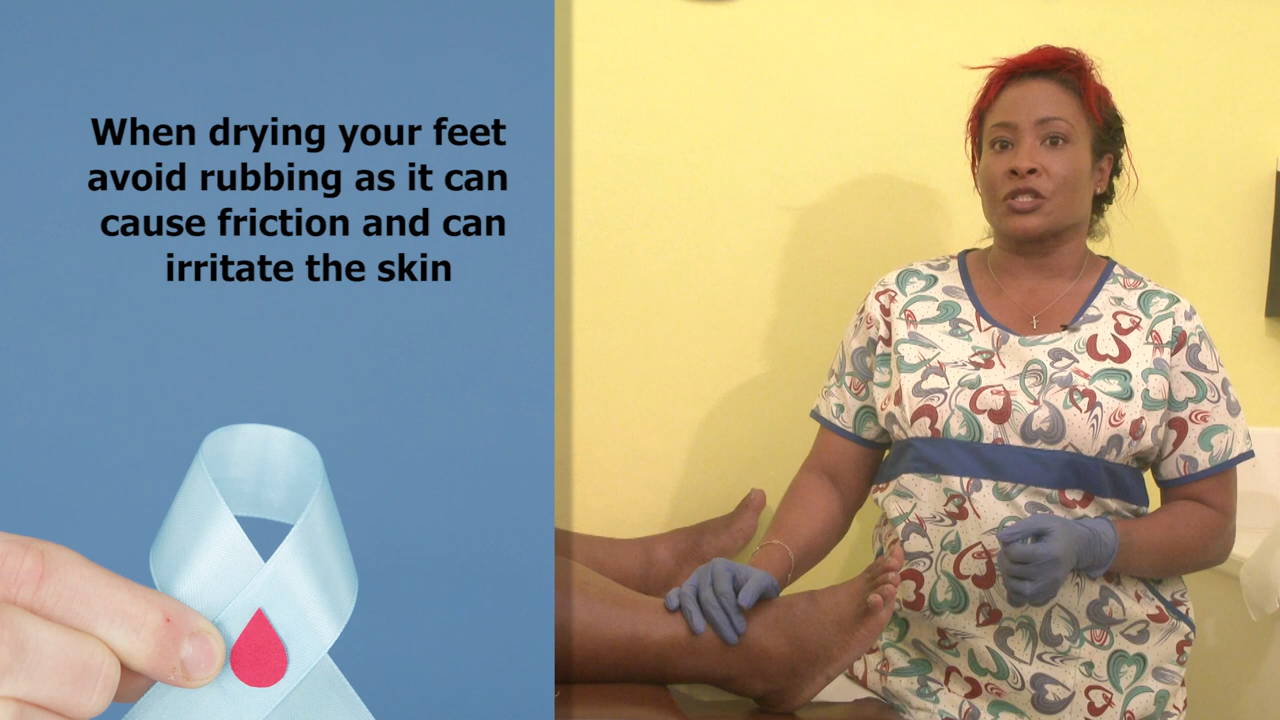 When drying your feet
avoid rubbing as it can
cause friction and can
irritate the skin